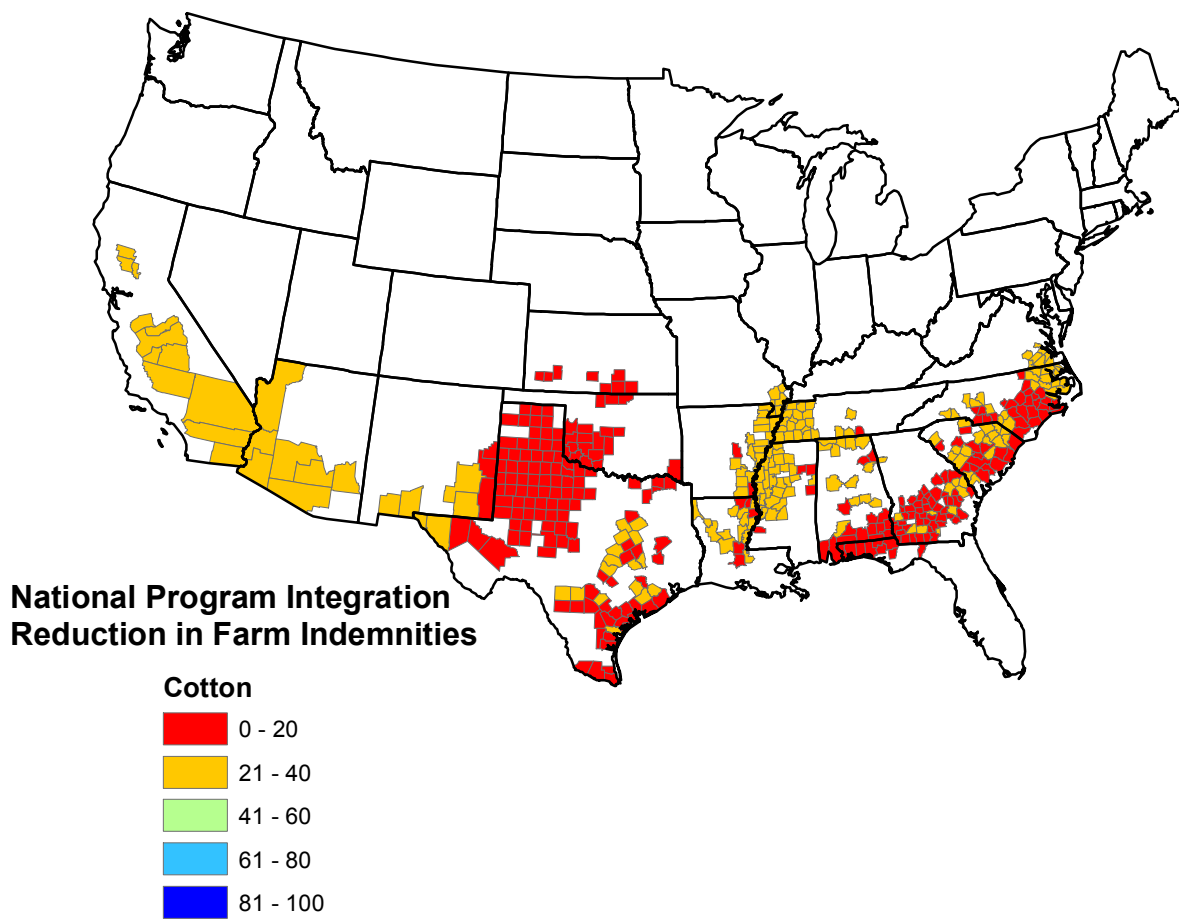 National Program Integration
Reduction in Farm Indemnities
Cotton
0 - 20
21 - 40
41 - 60
61 - 80
81 - 100